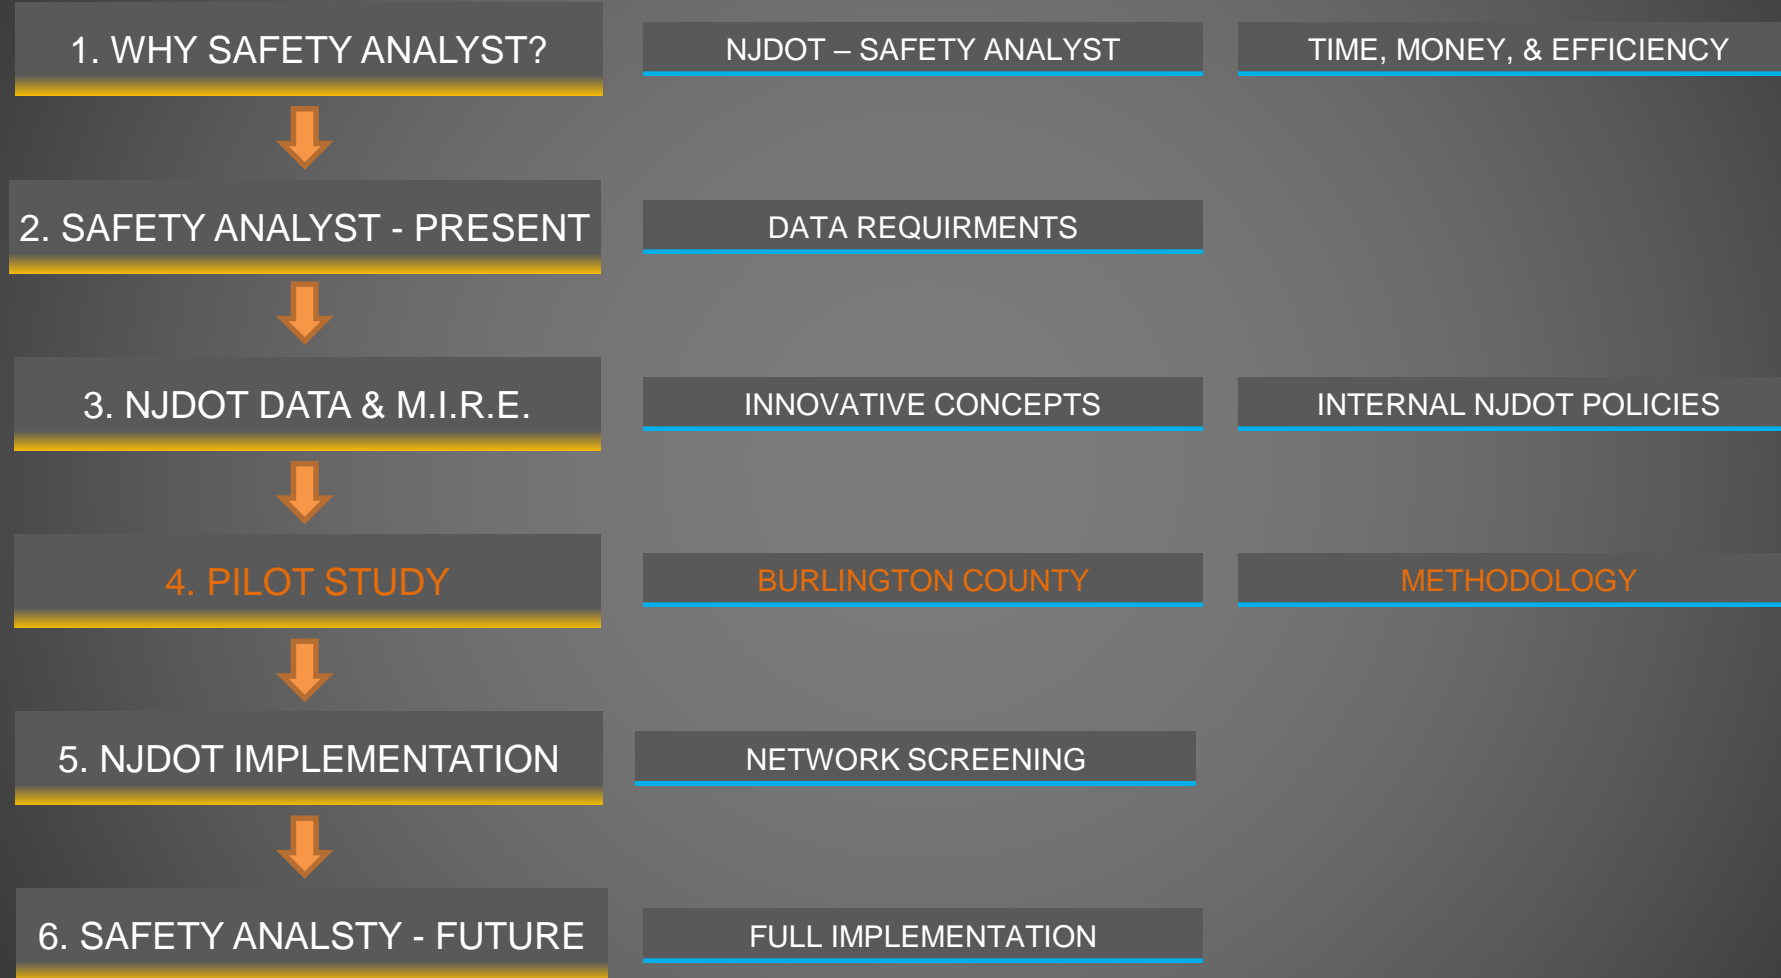 1. WHY SAFETY ANALYST?
NJDOT – SAFETY ANALYST
TIME, MONEY, & EFFICIENCY
2. SAFETY ANALYST - PRESENT
DATA REQUIRMENTS
3. NJDOT DATA & M.I.R.E.
INNOVATIVE CONCEPTS
INTERNAL NJDOT POLICIES
4. PILOT STUDY
BURLINGTON COUNTY
METHODOLOGY
5. NJDOT IMPLEMENTATION
NETWORK SCREENING
6. SAFETY ANALSTY - FUTURE
FULL IMPLEMENTATION